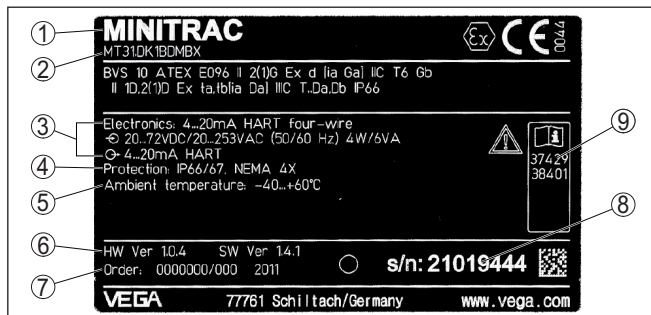 ① MINITRAC
② MT31.DK1BDMBX
Ex CE 0044
BVS 10 ATEX E096 II 2(1)G Ex d [ia Ga] IIC T6 Gb
II 1D,2(1)D Ex ta,tb[ia Da] IIIC T..Da,Db IP66
③ Electronics: 4...20mA HART four-wire
20..72VDC/20..253VAC (50/60 Hz) 4W/6VA
4...20mA HART
④ Protection: IP66/67, NEMA 4X
⑤ Ambient temperature: -40...+60°C
⑨
37429
38401
⑧
⑥ HW Ver 1.0.4 SW Ver 1.4.1
⑦ Order: 0000000/000 2011
s/n: 21019444
VEGA 77761 Schiltach/Germany www.vega.com